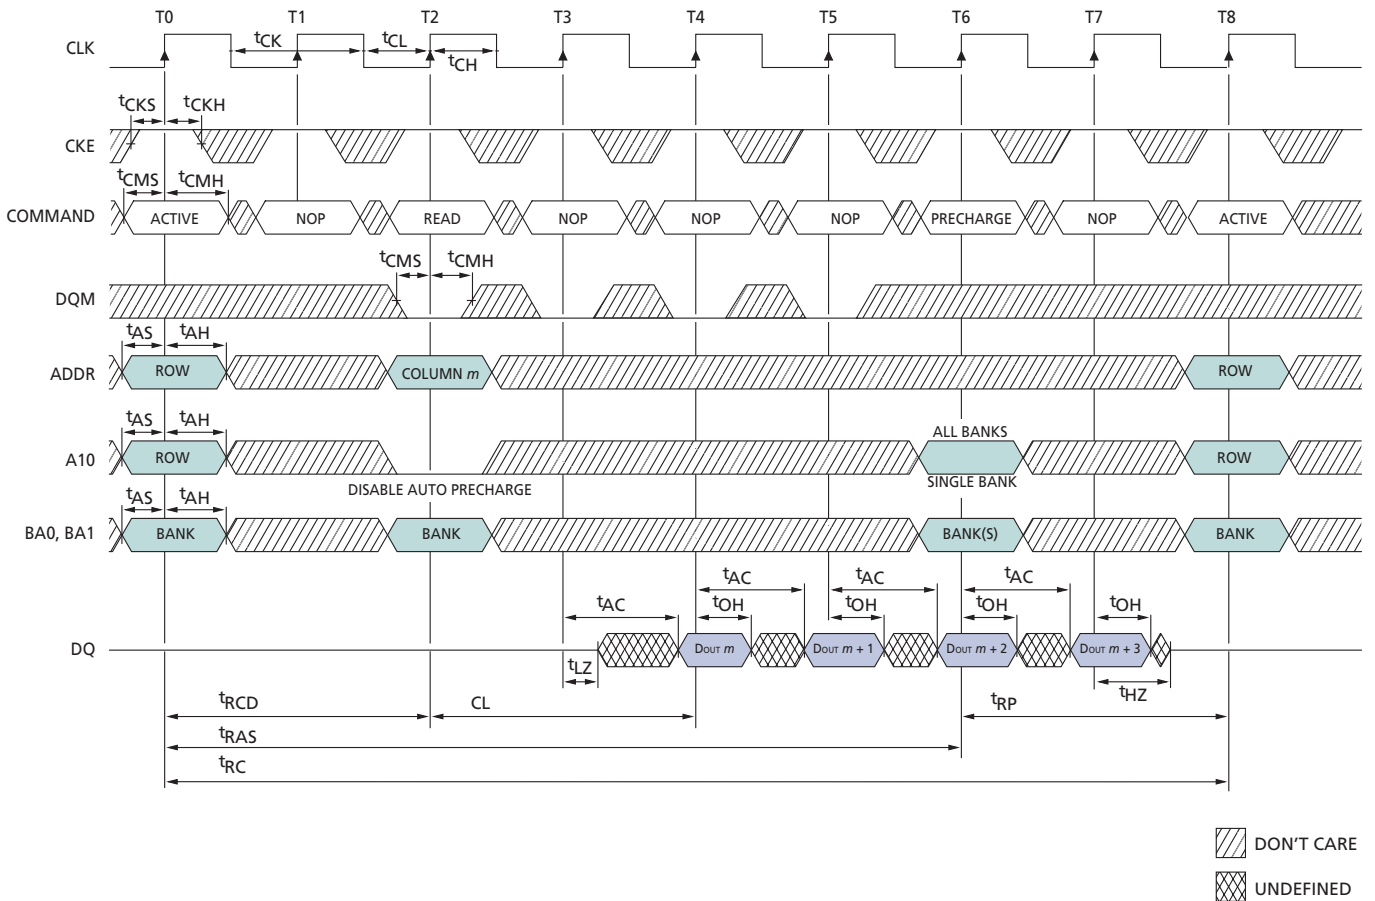 T0 T1 T2 T3 T4 T5 T6 T7 T8
CLK
tCK tCL tCH
tCKS tCKH
CKE
tCMS tCMH
COMMAND ACTIVE NOP READ NOP NOP NOP PRECHARGE NOP ACTIVE
tCMS tCMH
DQM
tAS tAH
ADDR ROW COLUMN m ROW
tAS tAH
ALL BANKS
A10 ROW ROW
DISABLE AUTO PRECHARGE SINGLE BANK
tAS tAH
BA0, BA1 BANK BANK BANK(S) BANK
tAC tAC tAC
tAC tOH tOH tOH tOH
DQ DOUT m DOUT m + 1 DOUT m + 2 DOUT m + 3
tLZ tHZ
tRCD CL tRP
tRAS
tRC
DON'T CARE
UNDEFINED